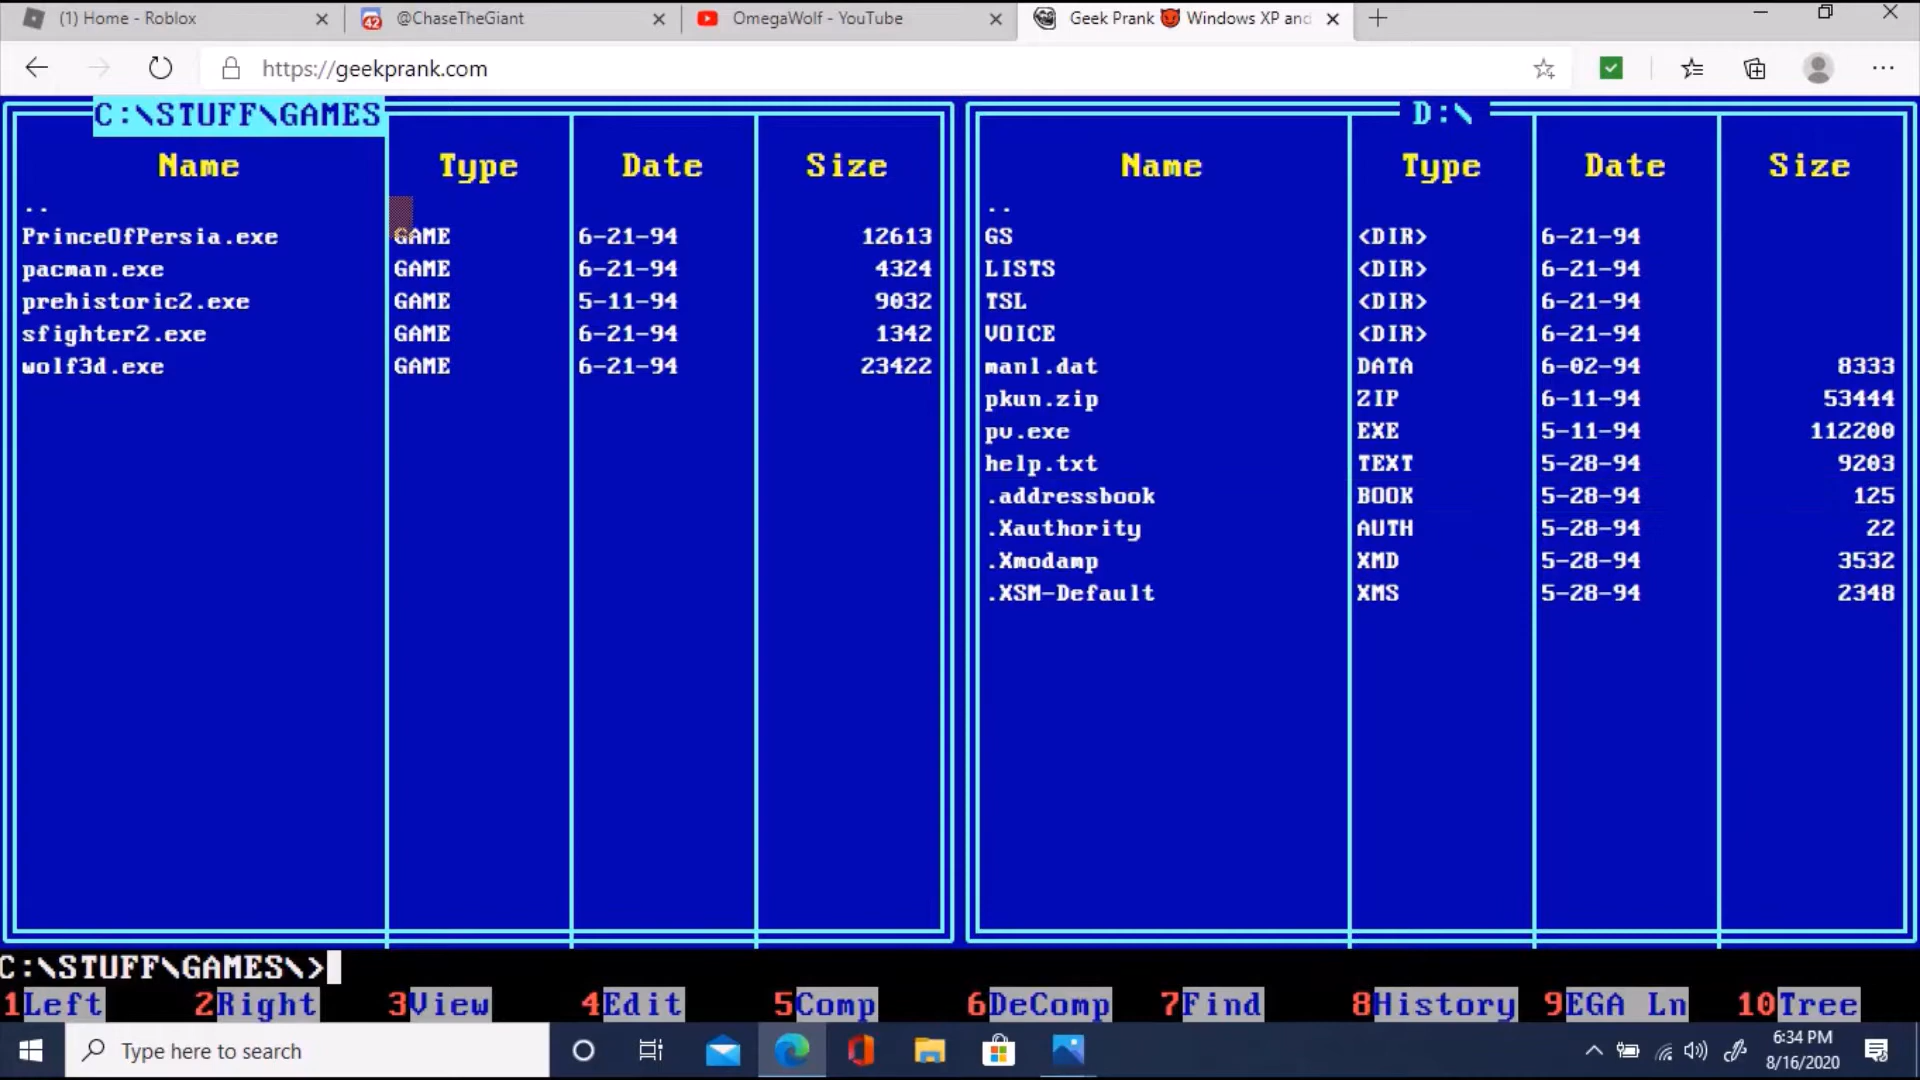 (1) Home - Roblox
42 @ChaseTheGiant
OmegaWolf - YouTube
Geek Prank 😈 Windows XP and
https://geekprank.com
C:\STUFF\GAMES
Name Type Date Size
..
PrinceOfPersia.exe GAME 6-21-94 12613
pacman.exe GAME 6-21-94 4324
prehistoric2.exe GAME 5-11-94 9032
sfighter2.exe GAME 6-21-94 1342
wolf3d.exe GAME 6-21-94 23422
D:\
Name Type Date Size
..
GS <DIR> 6-21-94
LISTS <DIR> 6-21-94
TSL <DIR> 6-21-94
VOICE <DIR> 6-21-94
manl.dat DATA 6-02-94 8333
pkun.zip ZIP 6-11-94 53444
pv.exe EXE 5-11-94 112200
help.txt TEXT 5-28-94 9203
.addressbook BOOK 5-28-94 125
.Xauthority AUTH 5-28-94 22
.Xmodamp XMD 5-28-94 3532
.XSM-Default XMS 5-28-94 2348
C:\STUFF\GAMES\>
1Left 2Right 3View 4Edit 5Comp 6DeComp 7Find 8History 9EGA Ln 10Tree
Type here to search
6:34 PM
8/16/2020